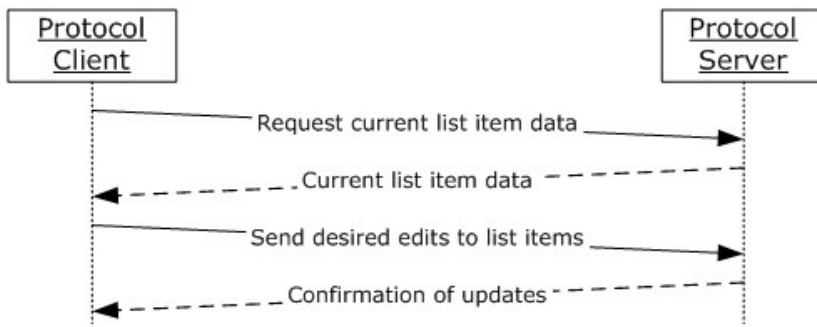 Protocol
Client
Protocol
Server
Request current list item data
Current list item data
Send desired edits to list items
Confirmation of updates